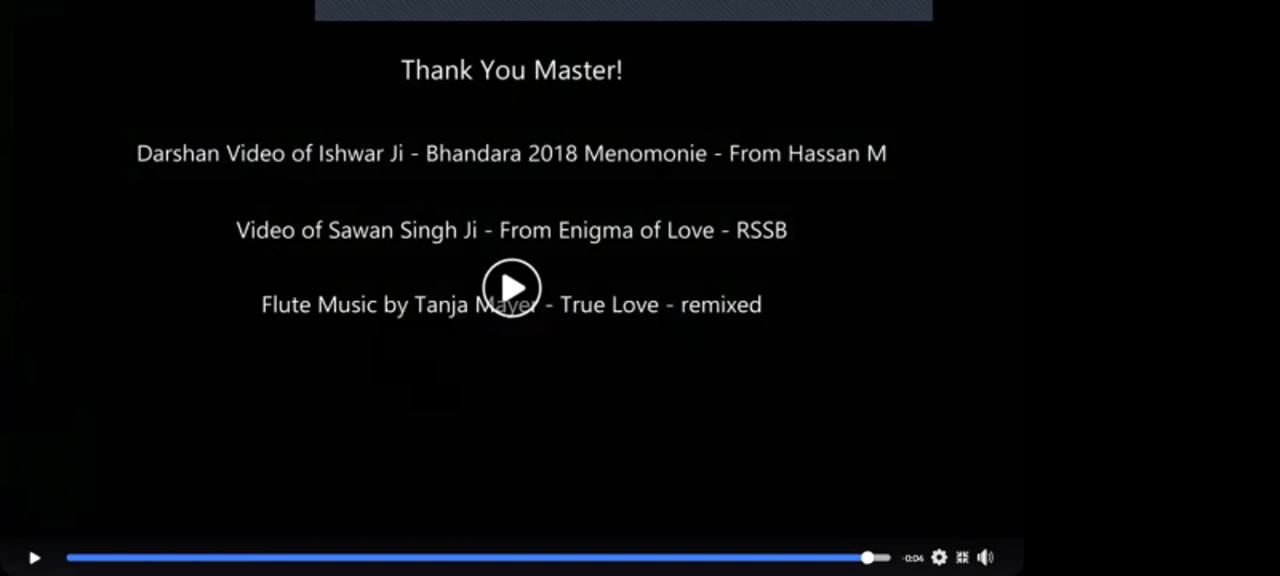 Thank You Master!
Darshan Video of Ishwar Ji - Bhandara 2018 Menomonie - From Hassan M
Video of Sawan Singh Ji - From Enigma of Love - RSSB
Flute Music by Tanja Mayer - True Love - remixed
-0:04